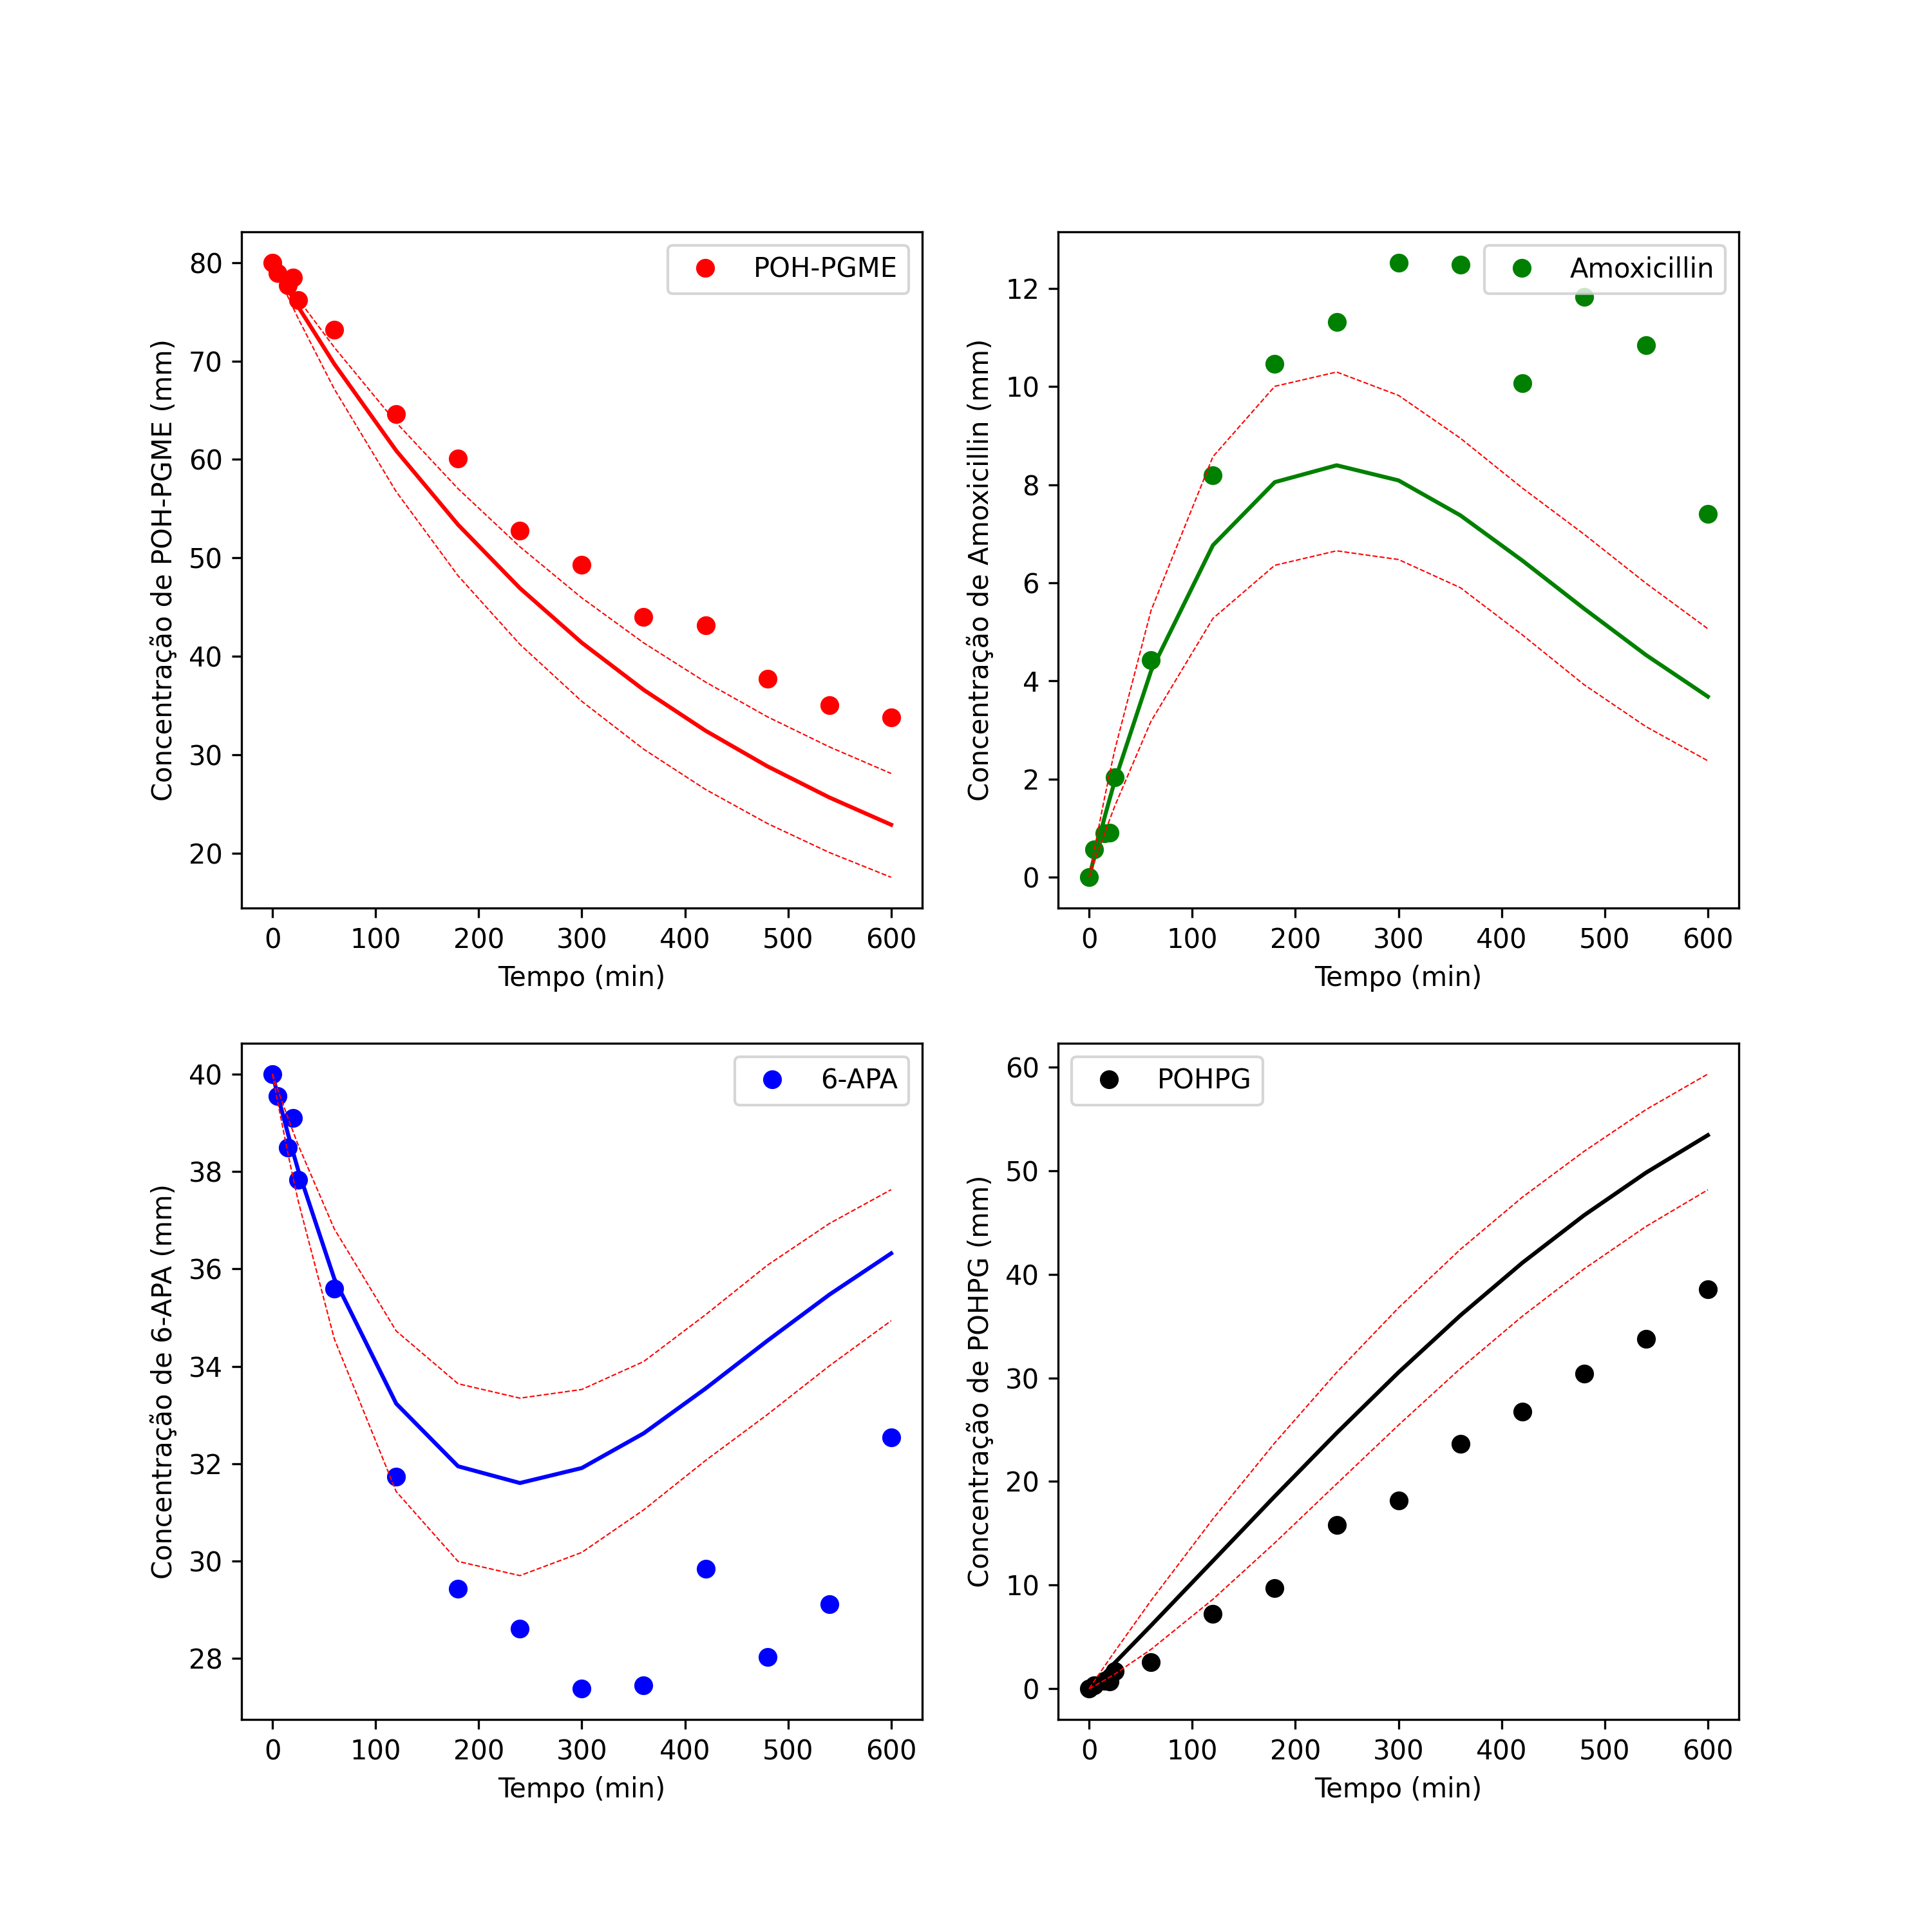 POH-PGME
Concentração de POH-PGME (mm)
80
70
60
50
40
30
20
0 100 200 300 400 500 600
Tempo (min)
Amoxicillin
Concentração de Amoxicillin (mm)
12
10
8
6
4
2
0
0 100 200 300 400 500 600
Tempo (min)
6-APA
Concentração de 6-APA (mm)
40
38
36
34
32
30
28
0 100 200 300 400 500 600
Tempo (min)
POHPG
Concentração de POHPG (mm)
60
50
40
30
20
10
0
0 100 200 300 400 500 600
Tempo (min)